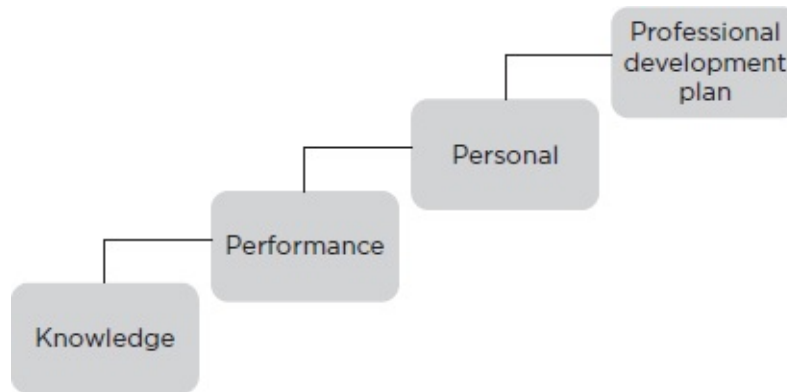 Professional
development
plan
Personal
Performance
Knowledge